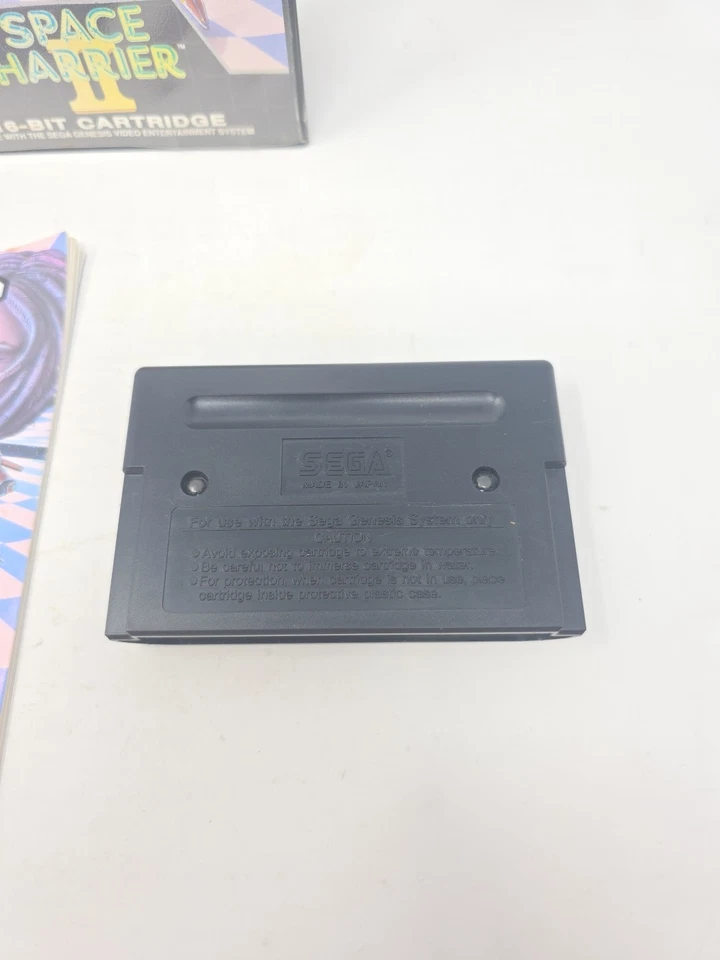 SPACE
HARRIER™
II
16-BIT CARTRIDGE
WITH THE SEGA GENESIS VIDEO ENTERTAINMENT SYSTEM
SEGA
MADE IN JAPAN
For use with the Sega Genesis System only
CAUTION
• Avoid exposing cartridge to extreme temperature.
• Be careful not to immerse cartridge in water.
• For protection, when cartridge is not in use, place
cartridge inside protective plastic case.